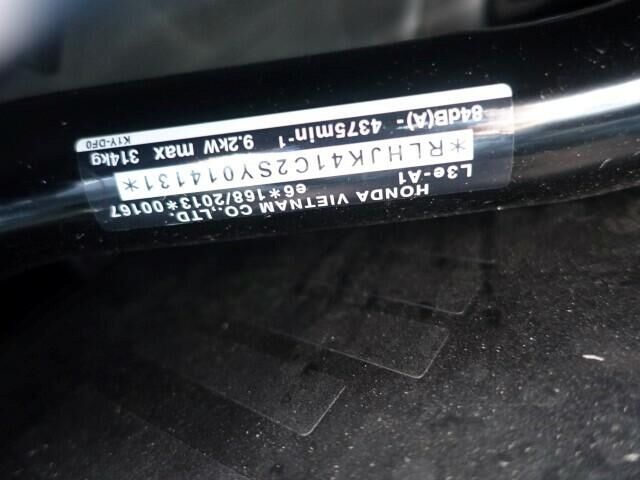 HONDA VIETNAM CO.,LTD.
L3e-A1 e6*168/2013*00167
*RLHJK41C2SY014131*
84dB(A)- 4375min-1 9.2kW max 314kg
K1Y-DF0